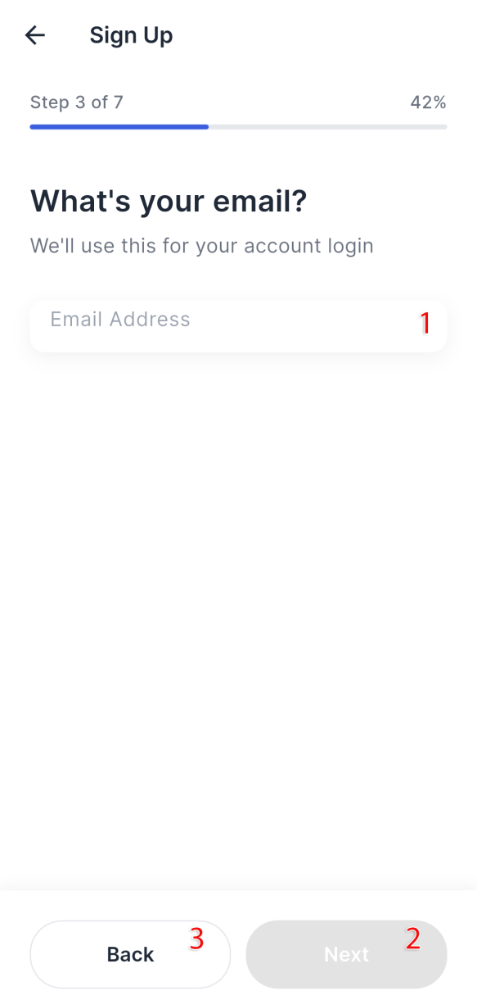 Sign Up
Step 3 of 7 42%
What's your email?
We'll use this for your account login
Email Address 1
3 2
Back Next